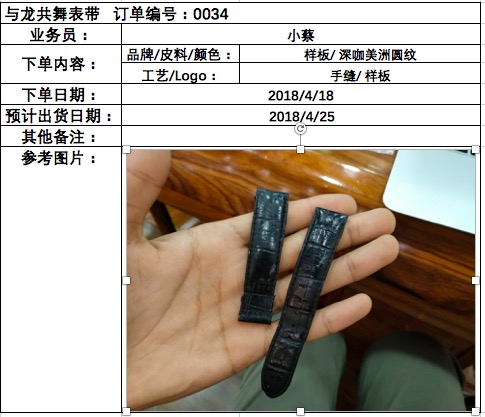 与龙共舞表带 订单编号：0034
业务员： 小蔡
下单内容： 品牌/皮料/颜色： 样板/ 深咖美洲圆纹
工艺/Logo： 手缝/ 样板
下单日期： 2018/4/18
预计出货日期： 2018/4/25
其他备注：
参考图片：